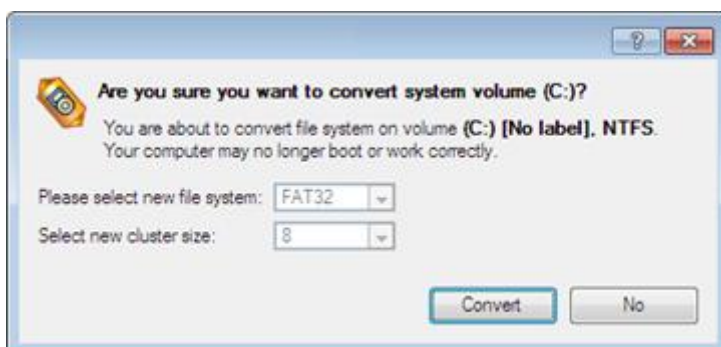 ?
Are you sure you want to convert system volume (C:)?
You are about to convert file system on volume (C:) [No label], NTFS.
Your computer may no longer boot or work correctly.
Please select new file system: FAT32
Select new cluster size: 8
Convert No